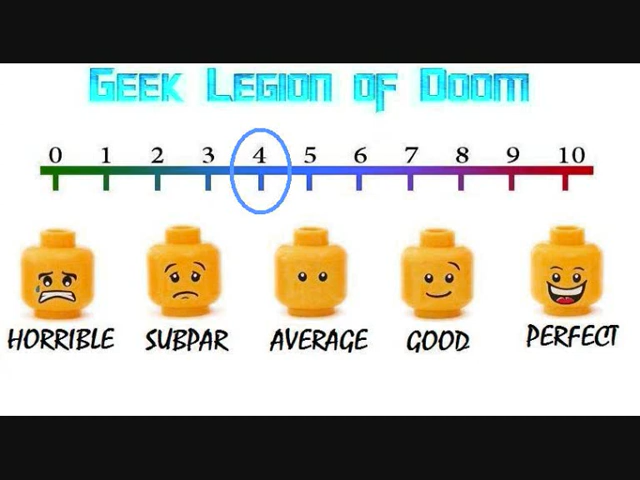 GEEK LEGION OF DOOM
0 1 2 3 4 5 6 7 8 9 10
HORRIBLE SUBPAR AVERAGE GOOD PERFECT